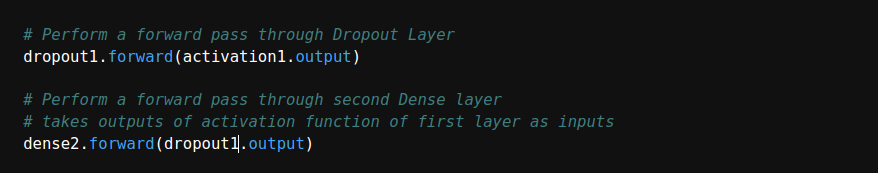 # Perform a forward pass through Dropout Layer
dropout1.forward(activation1.output)
# Perform a forward pass through second Dense layer
# takes outputs of activation function of first layer as inputs
dense2.forward(dropout1.output)